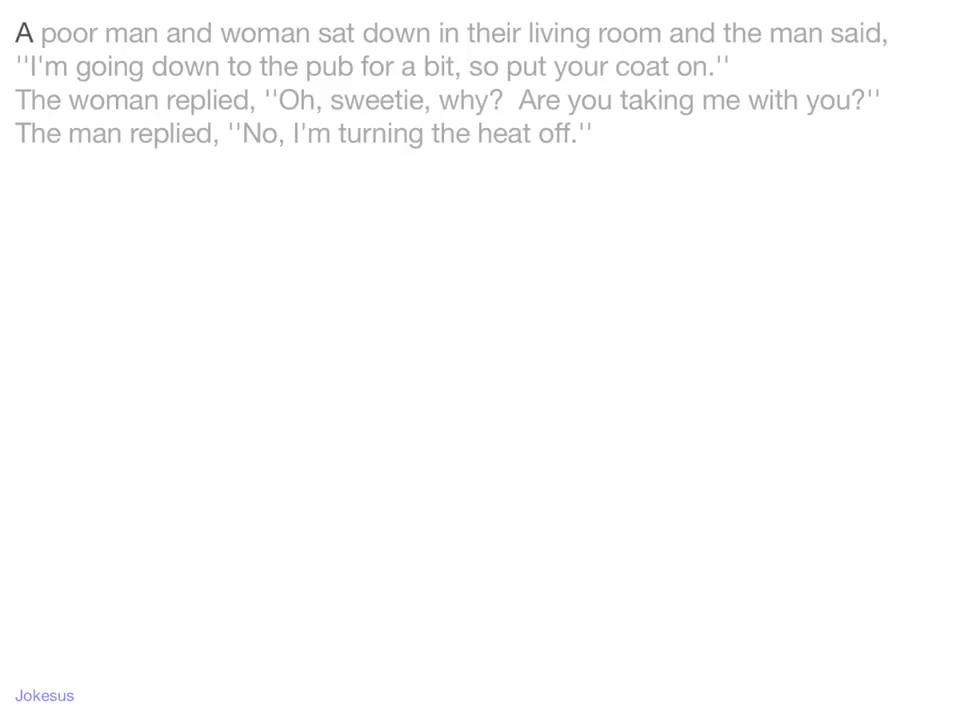 A poor man and woman sat down in their living room and the man said,
''I'm going down to the pub for a bit, so put your coat on.''
The woman replied, ''Oh, sweetie, why?  Are you taking me with you?''
The man replied, ''No, I'm turning the heat off.''
Jokesus